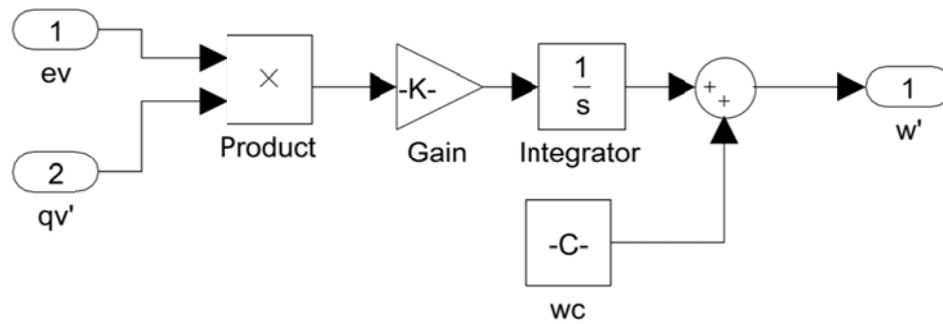 1
ev
2
qv'
×
Product
-K-
Gain
1
s
Integrator
+
+
-C-
wc
1
w'